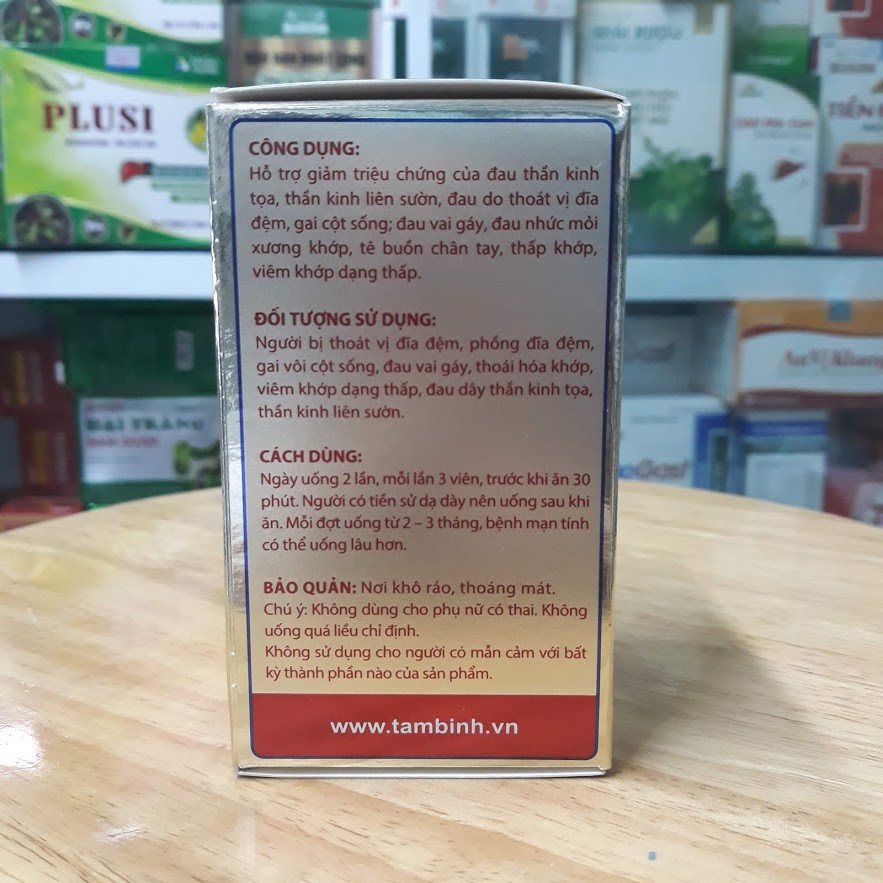 PLUSI
CÔNG DỤNG:
Hỗ trợ giảm triệu chứng của đau thần kinh
tọa, thần kinh liên sườn, đau do thoát vị đĩa
đệm, gai cột sống; đau vai gáy, đau nhức mỏi
xương khớp, tê buồn chân tay, thấp khớp,
viêm khớp dạng thấp.
ĐỐI TƯỢNG SỬ DỤNG:
Người bị thoát vị đĩa đệm, phồng đĩa đệm,
gai vôi cột sống, đau vai gáy, thoái hóa khớp,
viêm khớp dạng thấp, đau dây thần kinh tọa,
thần kinh liên sườn.
CÁCH DÙNG:
Ngày uống 2 lần, mỗi lần 3 viên, trước khi ăn 30
phút. Người có tiền sử dạ dày nên uống sau khi
ăn. Mỗi đợt uống từ 2 – 3 tháng, bệnh mạn tính
có thể uống lâu hơn.
BẢO QUẢN: Nơi khô ráo, thoáng mát.
Chú ý: Không dùng cho phụ nữ có thai. Không
uống quá liều chỉ định.
Không sử dụng cho người có mẫn cảm với bất
kỳ thành phần nào của sản phẩm.
www.tambinh.vn
ĐẠI TRÀNG